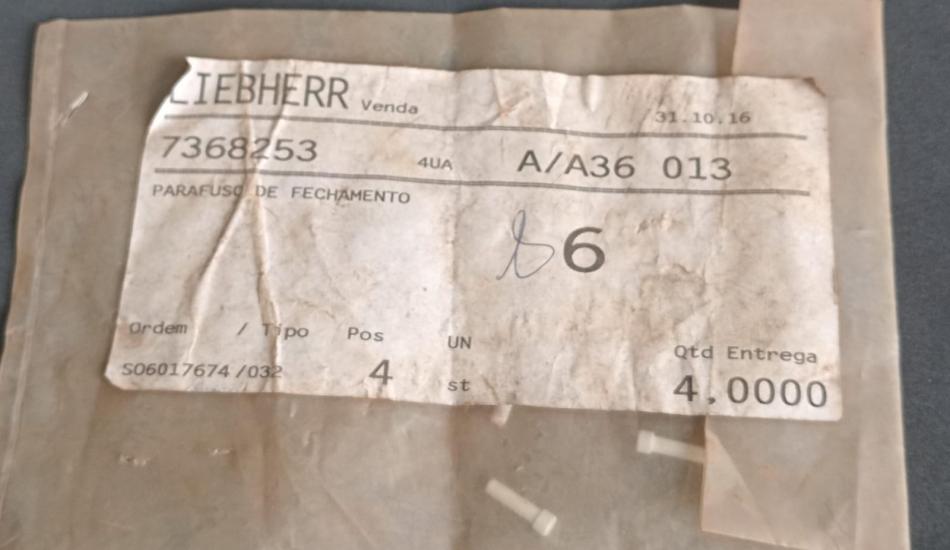 LIEBHERR Venda 31.10.16
7368253 4UA A/A36 013
PARAFUSO DE FECHAMENTO
6
Ordem / Tipo Pos UN Qtd Entrega
SO6017674 /032 4 st 4,0000